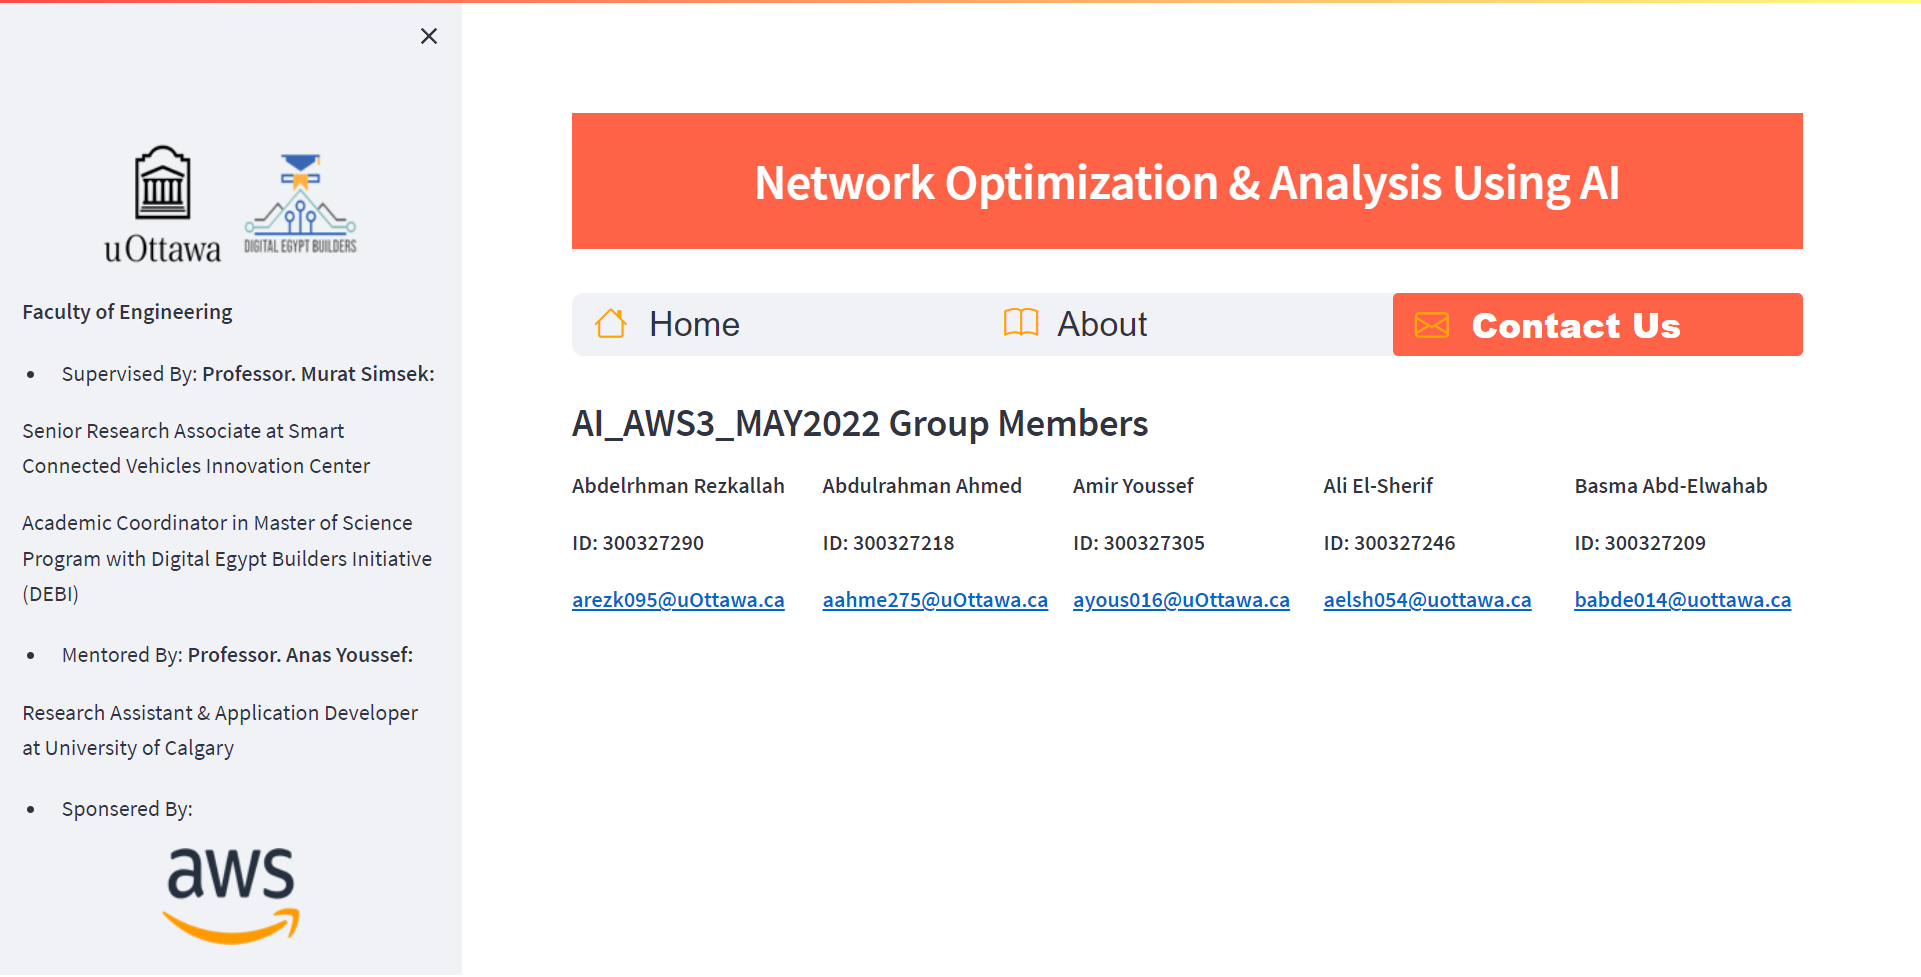 uOttawa
DIGITAL EGYPT BUILDERS
Faculty of Engineering
• Supervised By: Professor. Murat Simsek:
Senior Research Associate at Smart
Connected Vehicles Innovation Center
Academic Coordinator in Master of Science
Program with Digital Egypt Builders Initiative
(DEBI)
• Mentored By: Professor. Anas Youssef:
Research Assistant & Application Developer
at University of Calgary
• Sponsered By:
aws
Network Optimization & Analysis Using AI
Home
About
Contact Us
AI_AWS3_MAY2022 Group Members
Abdelrhman Rezkallah
ID: 300327290
arezk095@uOttawa.ca
Abdulrahman Ahmed
ID: 300327218
aahme275@uOttawa.ca
Amir Youssef
ID: 300327305
ayous016@uOttawa.ca
Ali El-Sherif
ID: 300327246
aelsh054@uottawa.ca
Basma Abd-Elwahab
ID: 300327209
babde014@uottawa.ca